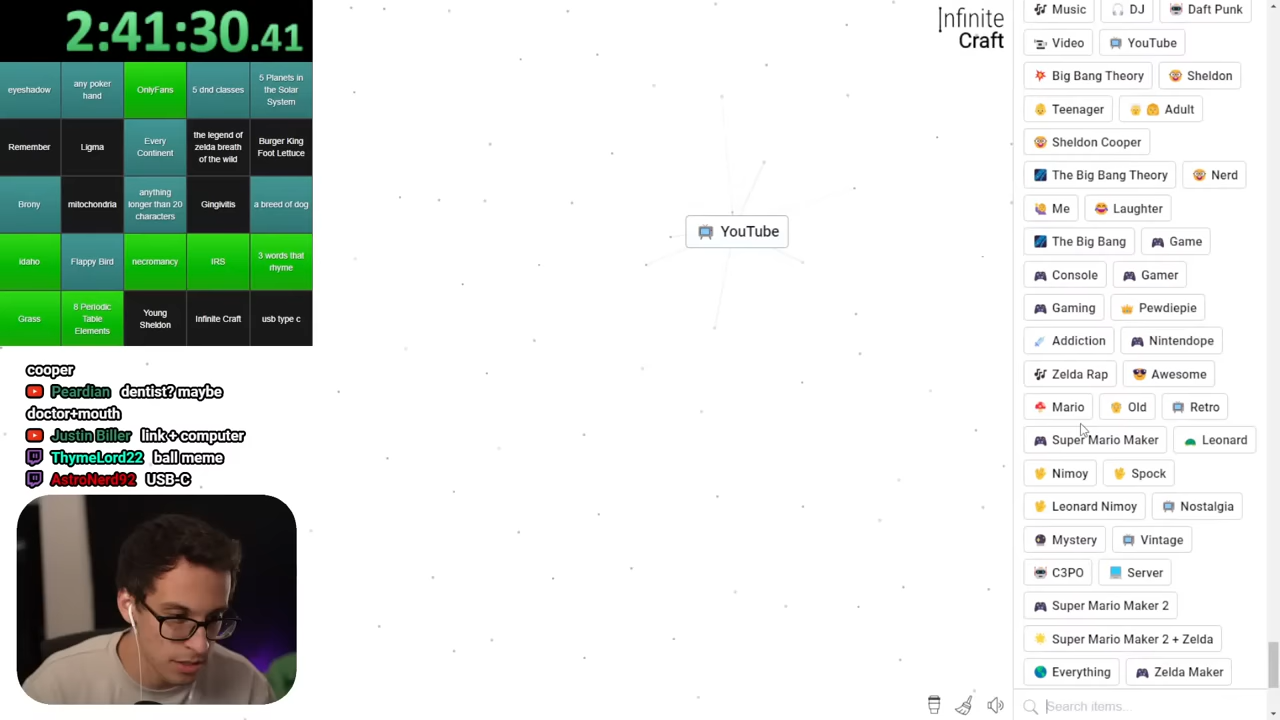 2:41:30.41
eyeshadow
any poker
hand
OnlyFans
5 dnd classes
5 Planets in
the Solar
System
Remember
Ligma
Every
Continent
the legend of
zelda breath
of the wild
Burger King
Foot Lettuce
Brony
mitochondria
anything
longer than 20
characters
Gingivitis
a breed of dog
idaho
Flappy Bird
necromancy
IRS
3 words that
rhyme
Grass
8 Periodic
Table
Elements
Young
Sheldon
Infinite Craft
usb type c
cooper
Peardian dentist? maybe
doctor+mouth
Justin Biller link + computer
ThymeLord22 ball meme
AstroNerd92 USB-C
YouTube
Infinite
Craft
Music DJ Daft Punk
Video YouTube
Big Bang Theory Sheldon
Teenager Adult
Sheldon Cooper
The Big Bang Theory Nerd
Me Laughter
The Big Bang Game
Console Gamer
Gaming Pewdiepie
Addiction Nintendope
Zelda Rap Awesome
Mario Old Retro
Super Mario Maker Leonard
Nimoy Spock
Leonard Nimoy Nostalgia
Mystery Vintage
C3PO Server
Super Mario Maker 2
Super Mario Maker 2 + Zelda
Everything Zelda Maker
Search items...